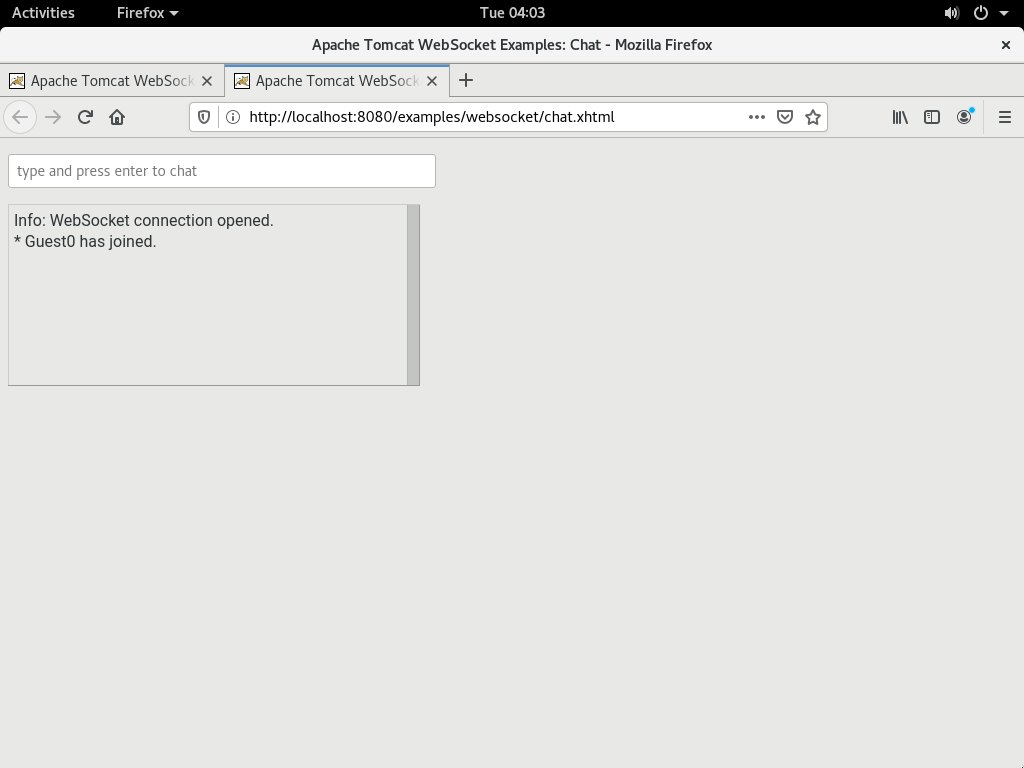 Activities
Firefox
Tue 04:03
Apache Tomcat WebSocket Examples: Chat - Mozilla Firefox
Apache Tomcat WebSock
Apache Tomcat WebSock
http://localhost:8080/examples/websocket/chat.xhtml
type and press enter to chat
Info: WebSocket connection opened.
* Guest0 has joined.